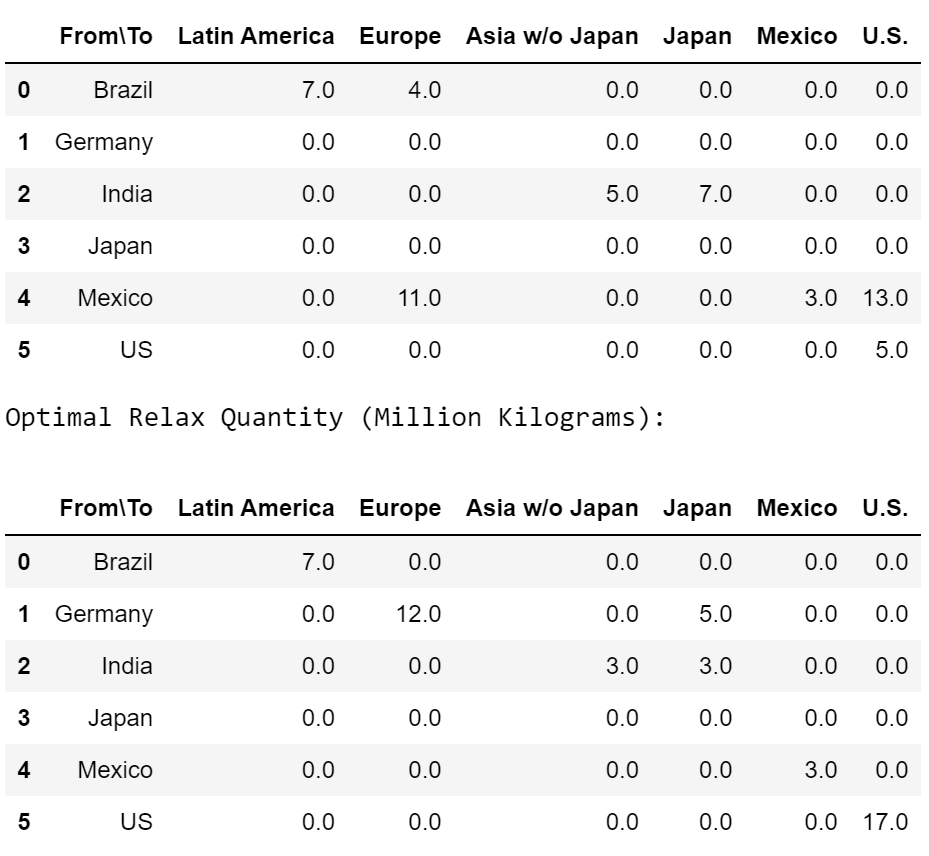 From\To Latin America Europe Asia w/o Japan Japan Mexico U.S.
0 Brazil 7.0 4.0 0.0 0.0 0.0 0.0
1 Germany 0.0 0.0 0.0 0.0 0.0 0.0
2 India 0.0 0.0 5.0 7.0 0.0 0.0
3 Japan 0.0 0.0 0.0 0.0 0.0 0.0
4 Mexico 0.0 11.0 0.0 0.0 3.0 13.0
5 US 0.0 0.0 0.0 0.0 0.0 5.0
Optimal Relax Quantity (Million Kilograms):
From\To Latin America Europe Asia w/o Japan Japan Mexico U.S.
0 Brazil 7.0 0.0 0.0 0.0 0.0 0.0
1 Germany 0.0 12.0 0.0 5.0 0.0 0.0
2 India 0.0 0.0 3.0 3.0 0.0 0.0
3 Japan 0.0 0.0 0.0 0.0 0.0 0.0
4 Mexico 0.0 0.0 0.0 0.0 3.0 0.0
5 US 0.0 0.0 0.0 0.0 0.0 17.0